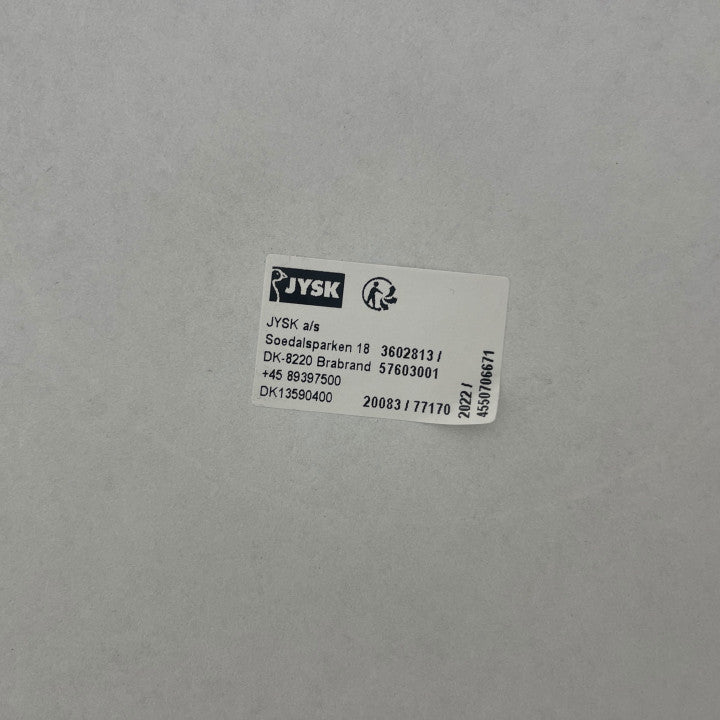 JYSK
JYSK a/s
Soedalsparken 18
DK-8220 Brabrand
+45 89397500
DK13590400
3602813 /
57603001
20083 / 77170
2022 /
4550706671